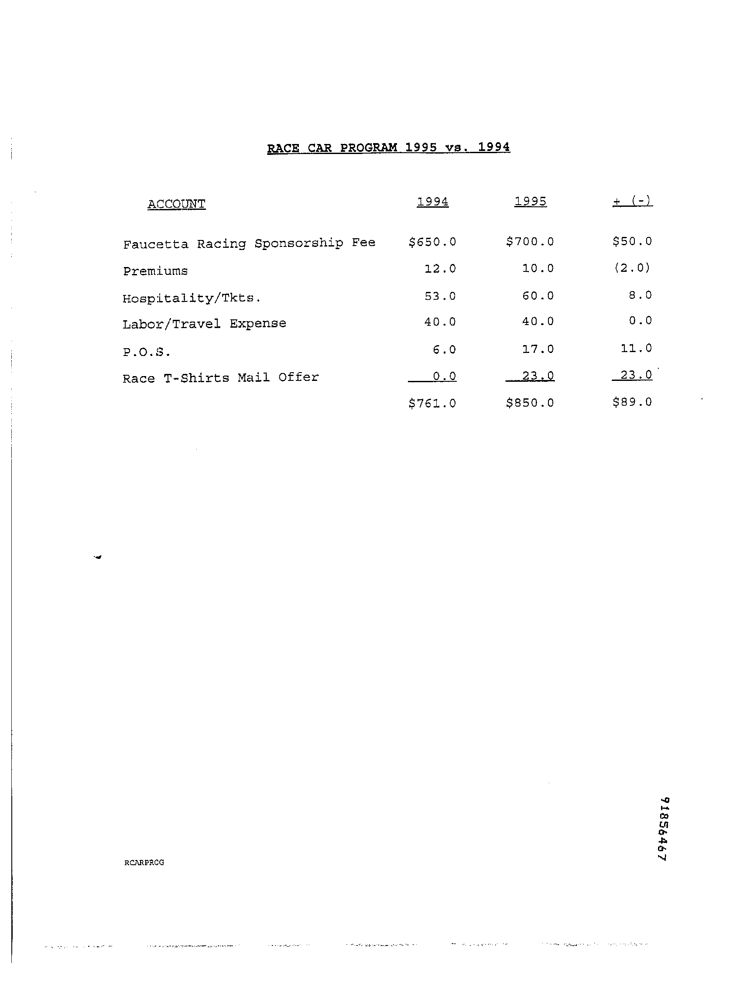 RACE CAR PROGRAM 1995 vs. 1994
ACCOUNT 1994 1995 + (-)
Faucetta Racing Sponsorship Fee $650.0 $700.0 $50.0
Premiums 12.0 10.0 (2.0)
Hospitality/Tkts. 53.0 60.0 8.0
Labor/Travel Expense 40.0 40.0 0.0
P.O.S. 6.0 17.0 11.0
Race T-Shirts Mail Offer 0.0 23.0 23.0
$761.0 $850.0 $89.0
91856467
RCARPROG